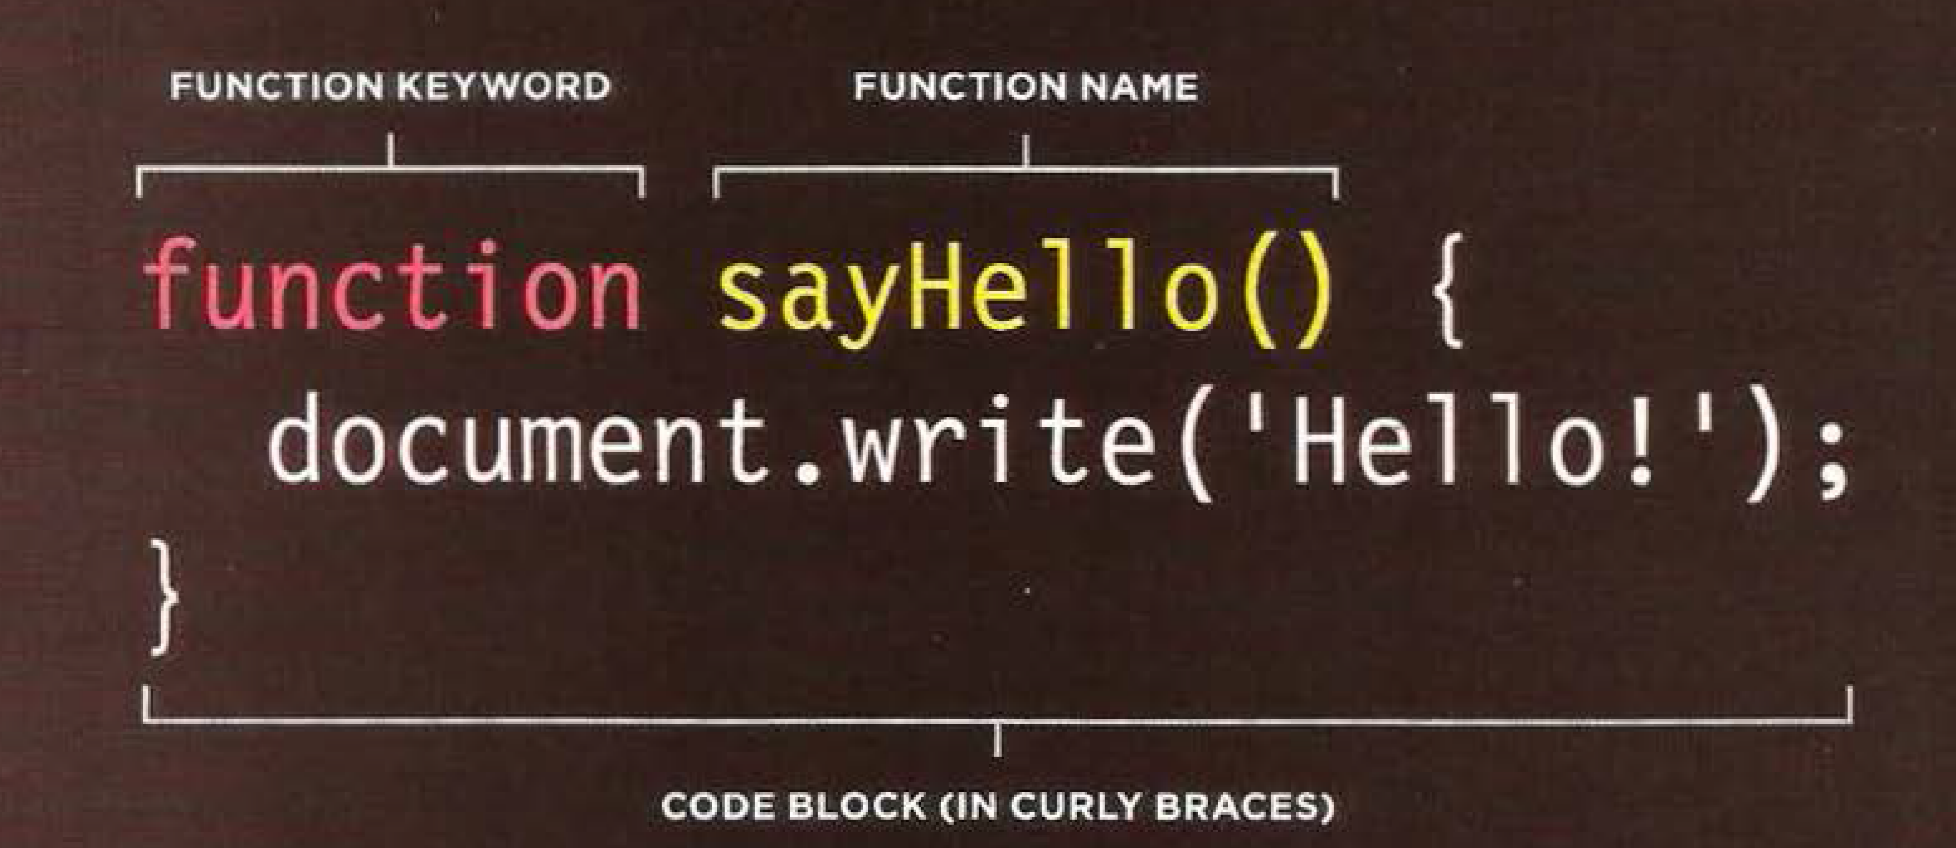 FUNCTION KEYWORD FUNCTION NAME
function sayHello() {
document.write('Hello!');
}
CODE BLOCK (IN CURLY BRACES)